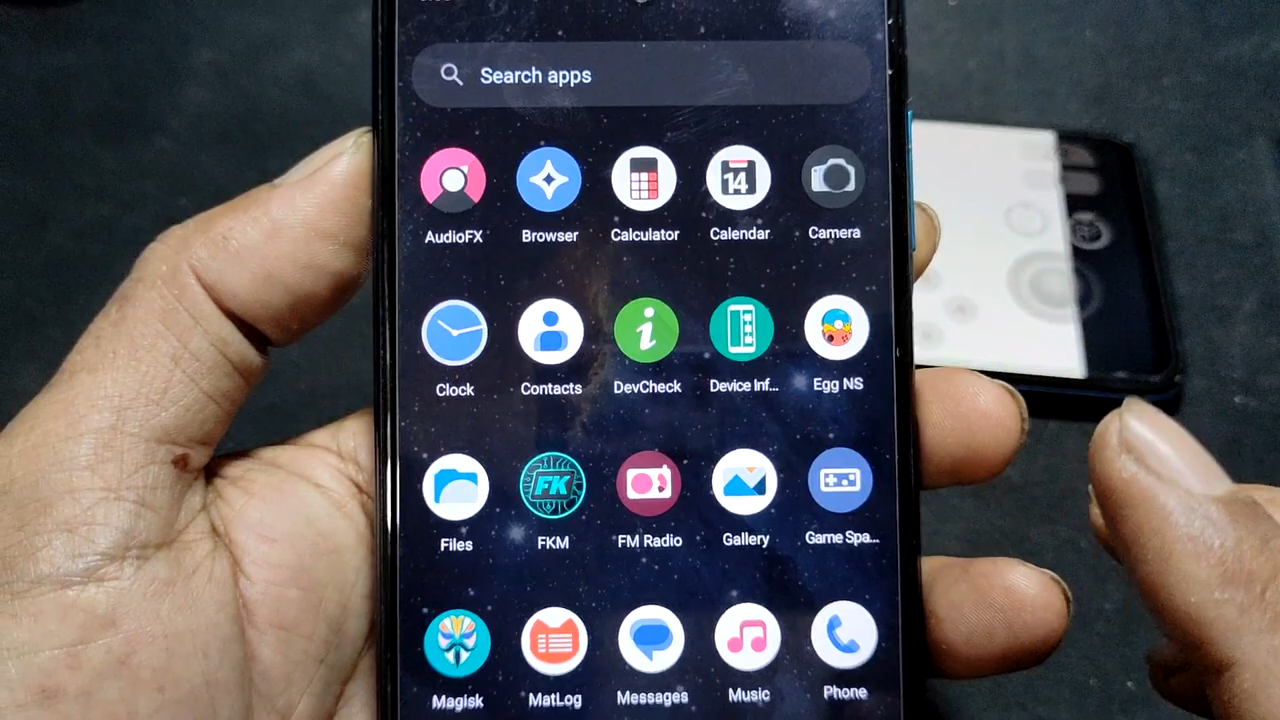 Search apps
14
AudioFX Browser Calculator Calendar Camera
Clock Contacts DevCheck Device Inf... Egg NS
FK
Files FKM FM Radio Gallery Game Spa...
Magisk MatLog Messages Music Phone